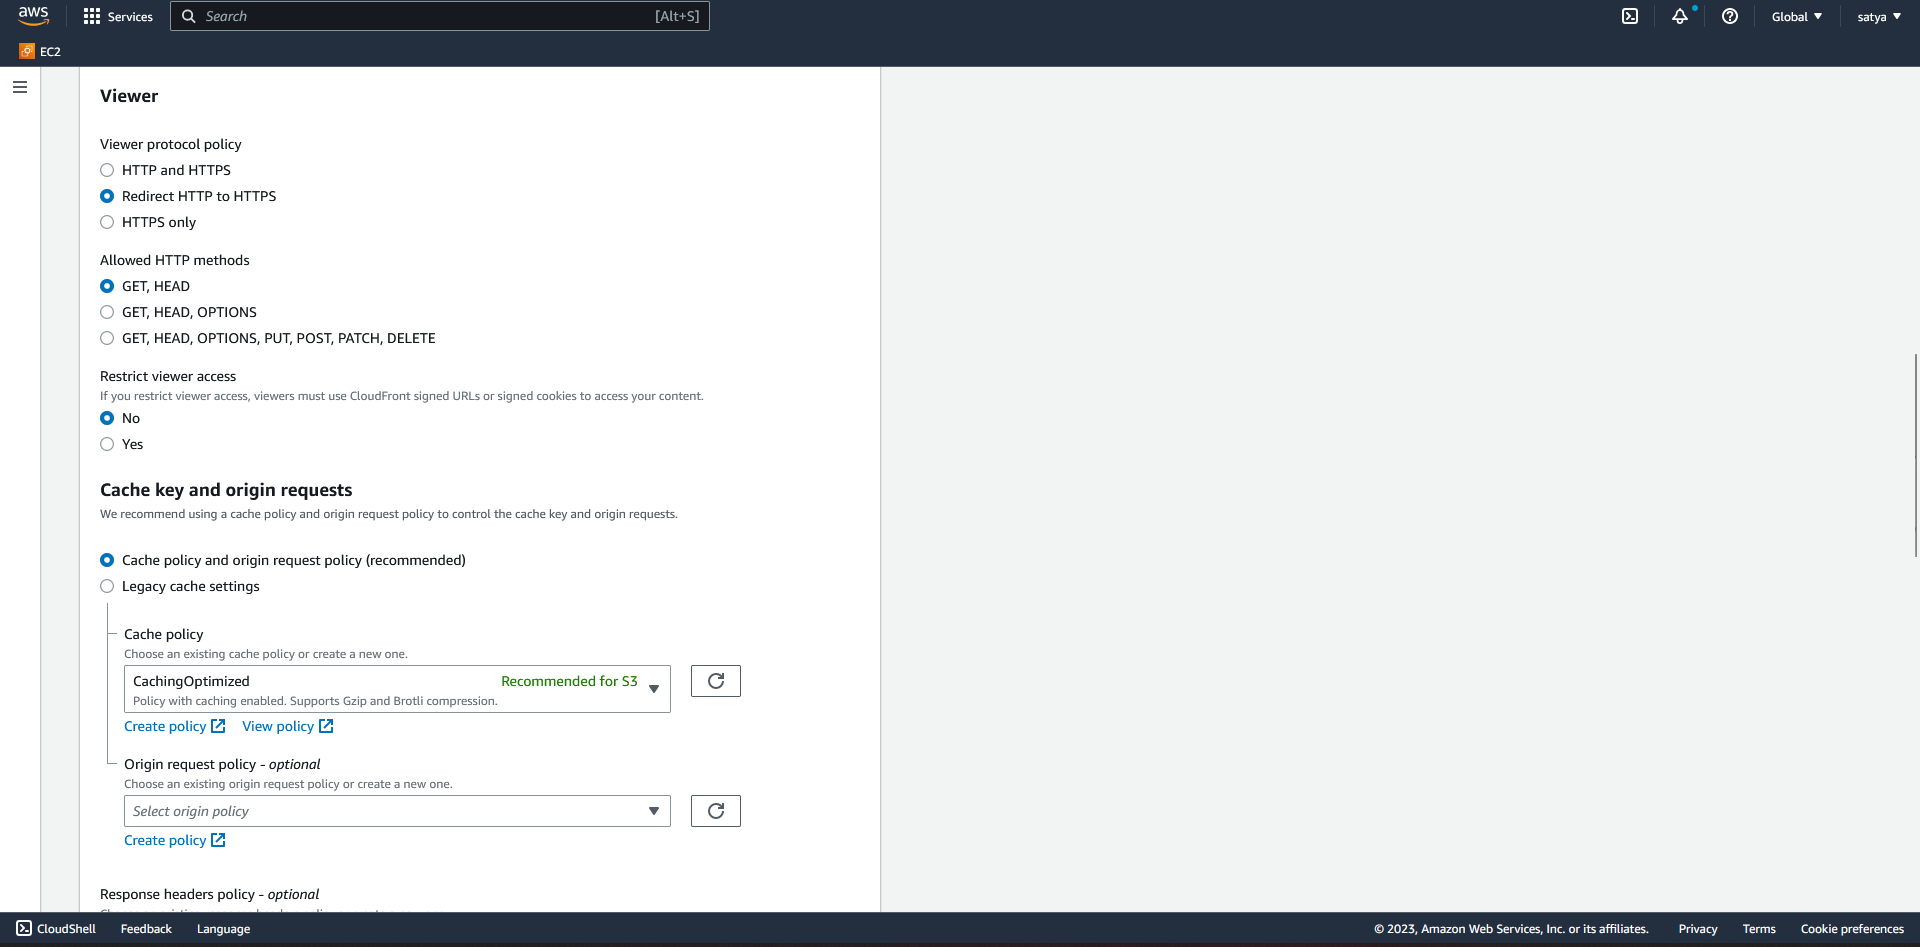 aws
Services
Search
[Alt+S]
Global
satya
EC2
Viewer
Viewer protocol policy
HTTP and HTTPS
Redirect HTTP to HTTPS
HTTPS only
Allowed HTTP methods
GET, HEAD
GET, HEAD, OPTIONS
GET, HEAD, OPTIONS, PUT, POST, PATCH, DELETE
Restrict viewer access
If you restrict viewer access, viewers must use CloudFront signed URLs or signed cookies to access your content.
No
Yes
Cache key and origin requests
We recommend using a cache policy and origin request policy to control the cache key and origin requests.
Cache policy and origin request policy (recommended)
Legacy cache settings
Cache policy
Choose an existing cache policy or create a new one.
CachingOptimized
Recommended for S3
Policy with caching enabled. Supports Gzip and Brotli compression.
Create policy
View policy
Origin request policy - optional
Choose an existing origin request policy or create a new one.
Select origin policy
Create policy
Response headers policy - optional
CloudShell
Feedback
Language
© 2023, Amazon Web Services, Inc. or its affiliates.
Privacy
Terms
Cookie preferences